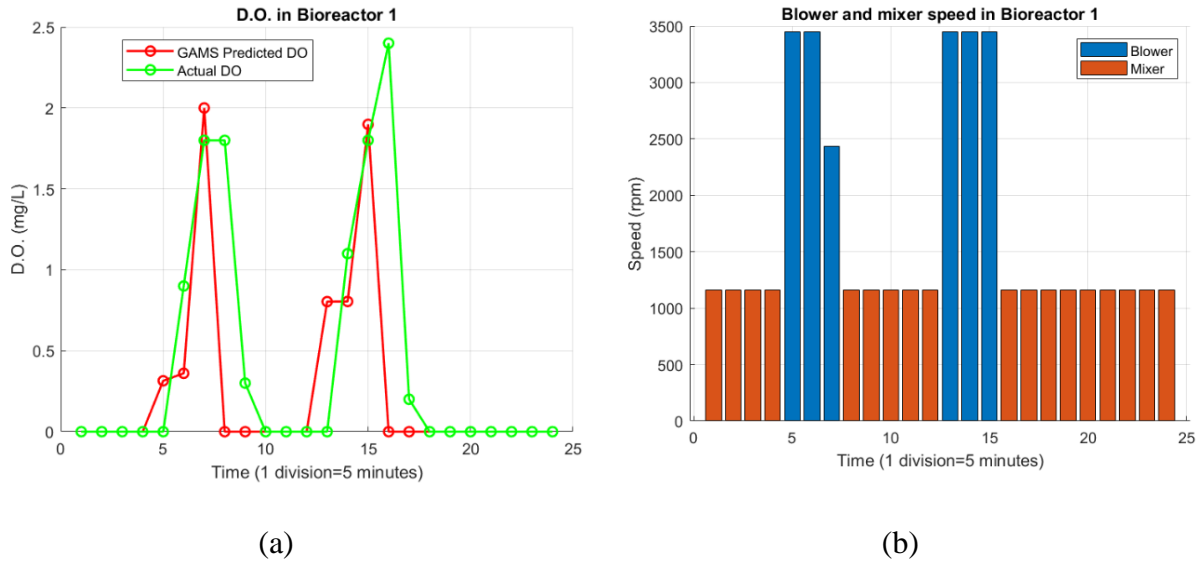 D.O. in Bioreactor 1
GAMS Predicted DO
Actual DO
D.O. (mg/L)
2.5
2
1.5
1
0.5
0
0 5 10 15 20 25
Time (1 division=5 minutes)
(a)
Blower and mixer speed in Bioreactor 1
Blower
Mixer
Speed (rpm)
3500
3000
2500
2000
1500
1000
500
0
0 5 10 15 20 25
Time (1 division=5 minutes)
(b)